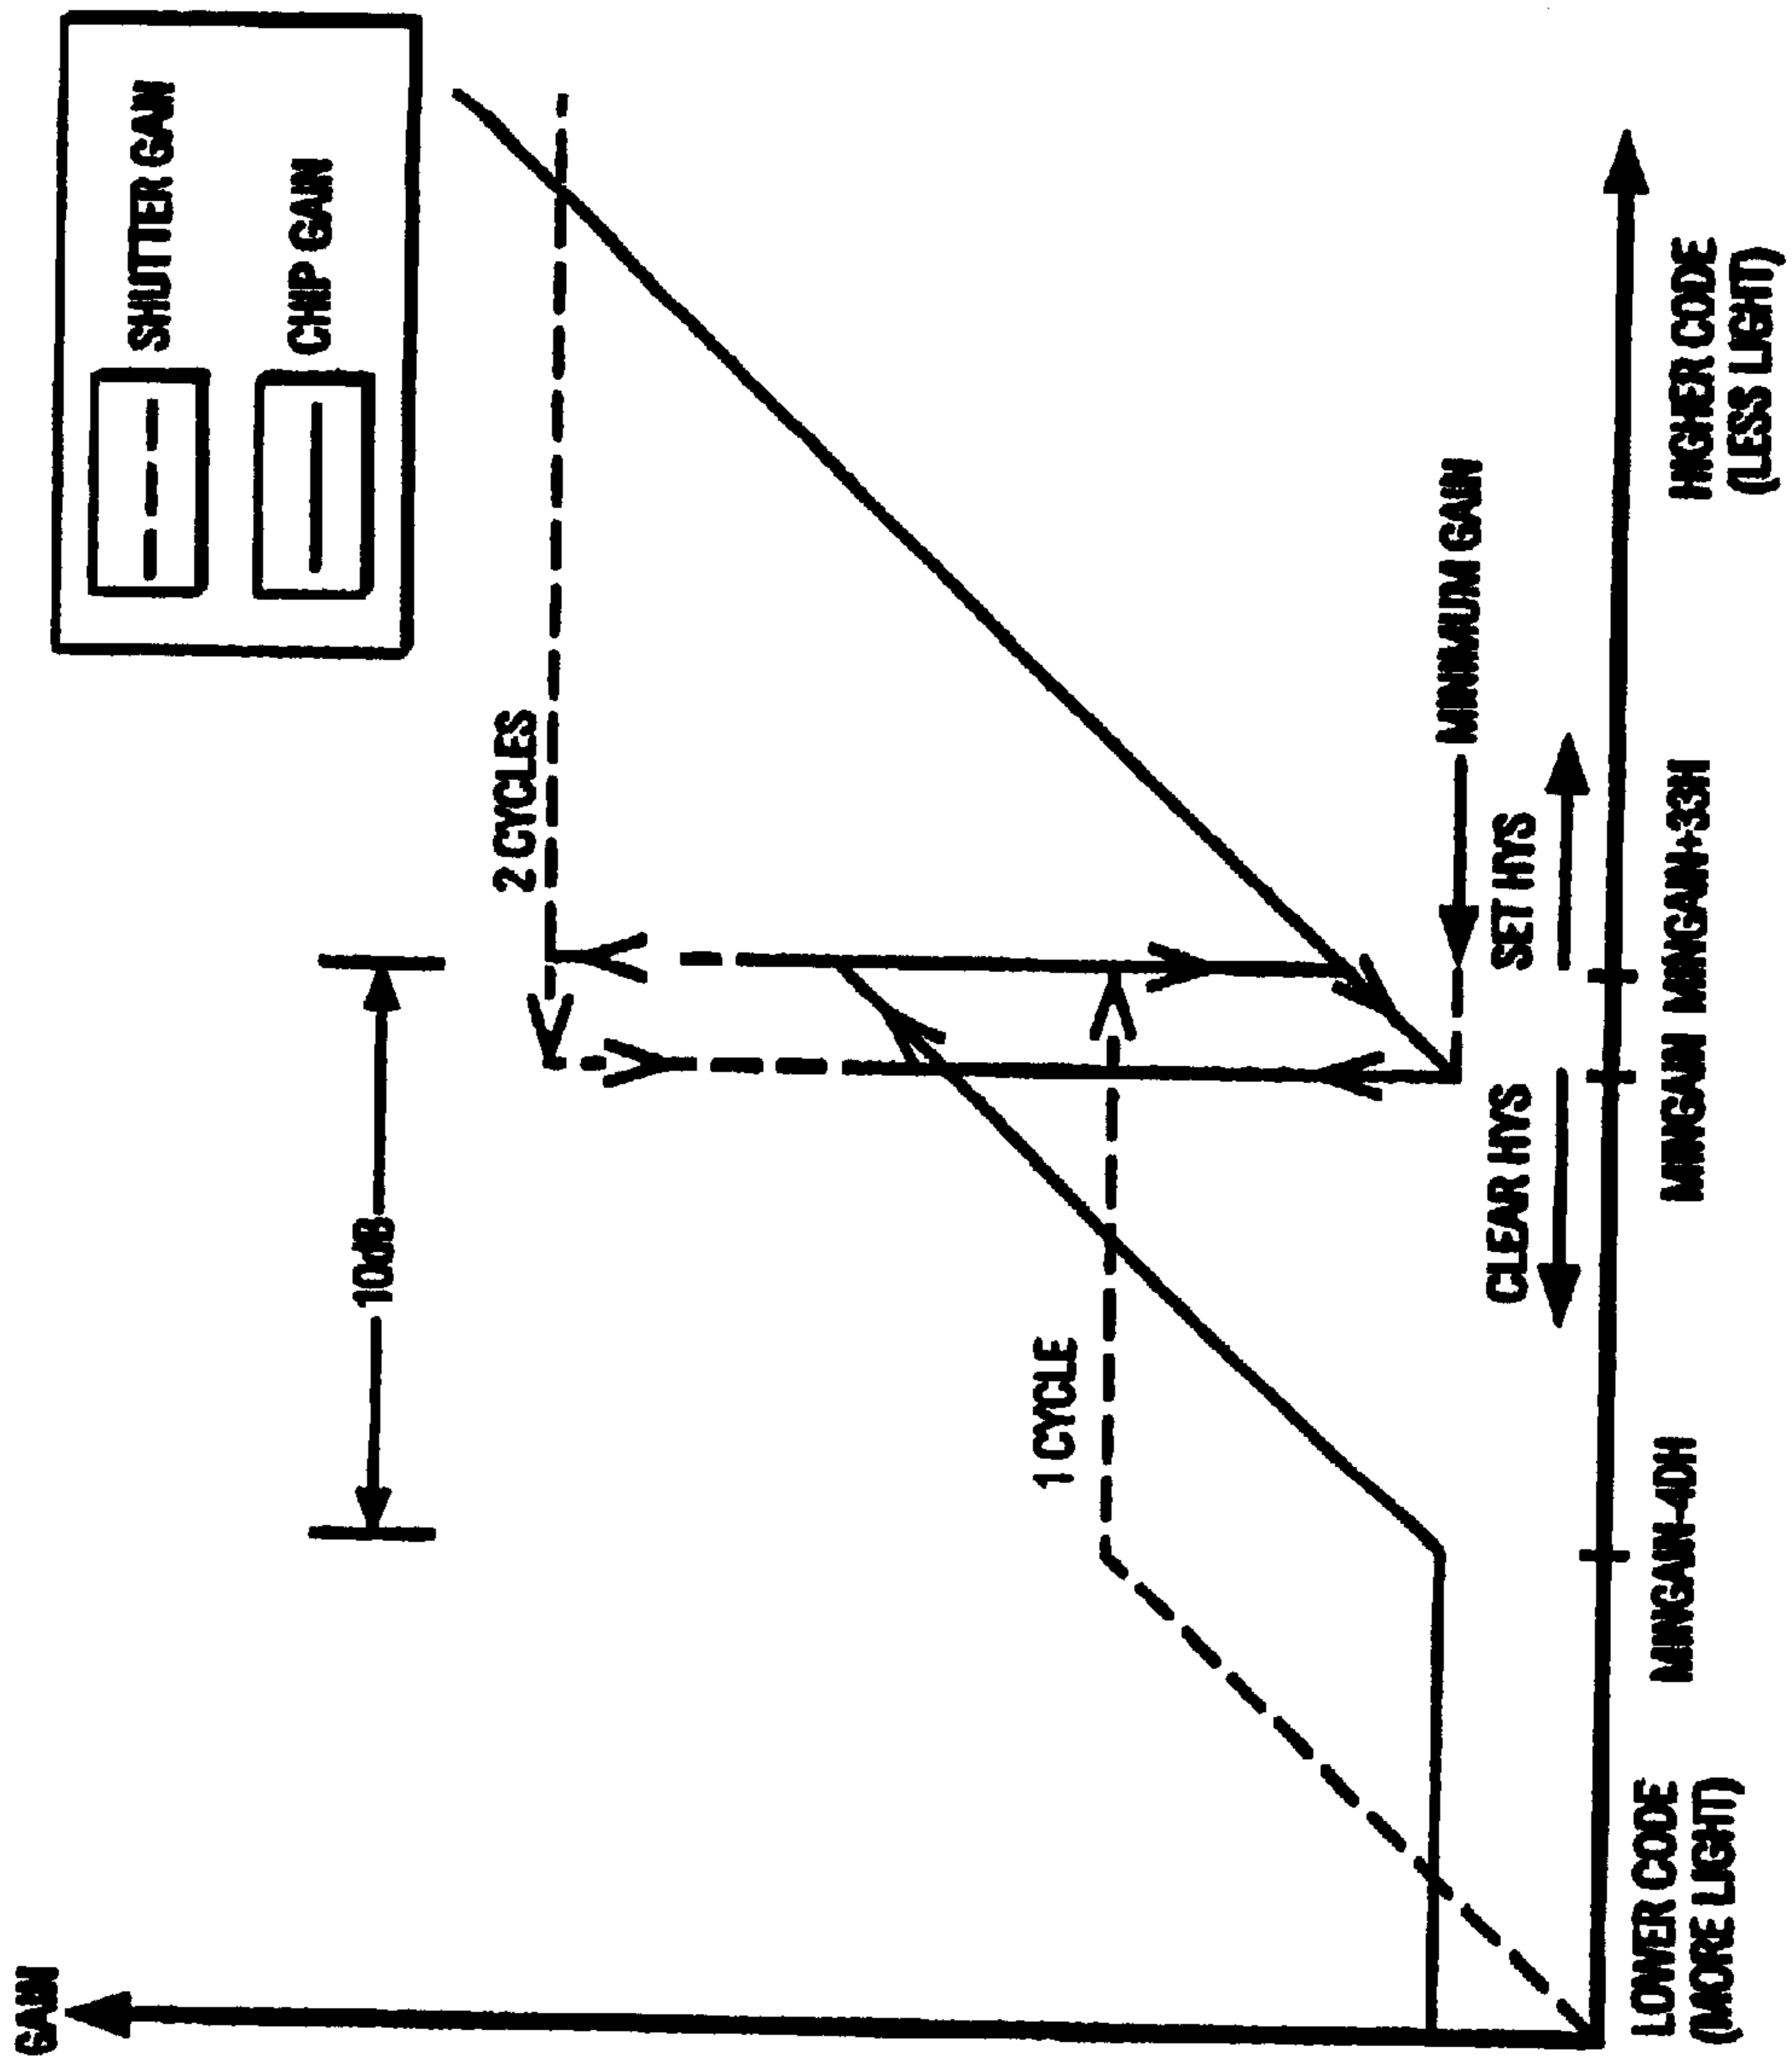 GAIN
SHUTTER GAIN
CHIP GAIN
10dB
2 CYCLES
1 CYCLE
MINIMUM GAIN
CLEAR HYS
SET HYS
LOWER CODE
(MORE LIGHT)
MINGAIN-4DH
MINGAIN
MINGAIN+33H
HIGHER CODE
(LESS LIGHT)